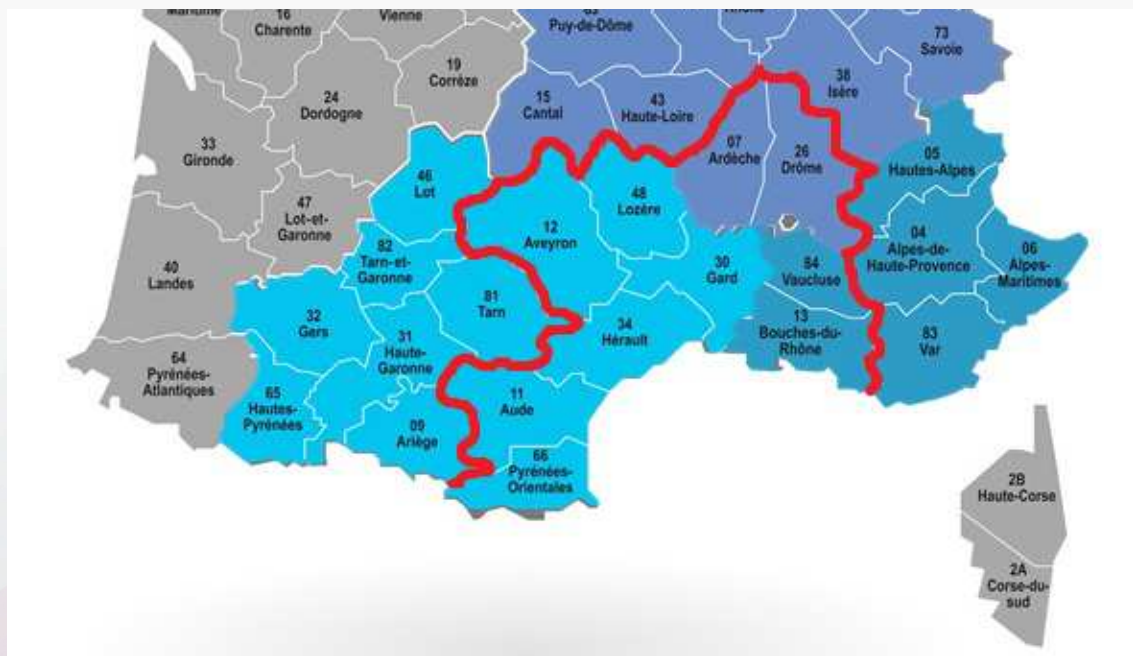 16
Charente
Vienne
Puy-de-Dôme
73
Savoie
19
Corrèze
24
Dordogne
15
Cantal
43
Haute-Loire
38
Isère
33
Gironde
07
Ardèche
26
Drôme
05
Hautes-Alpes
46
Lot
48
Lozère
47
Lot-et-
Garonne
12
Aveyron
82
Tarn-et-
Garonne
04
Alpes-de-
Haute-Provence
06
Alpes-
Maritimes
40
Landes
30
Gard
84
Vaucluse
81
Tarn
32
Gers
34
Hérault
13
Bouches-du-
Rhône
83
Var
31
Haute-
Garonne
64
Pyrénées-
Atlantiques
65
Hautes-
Pyrénées
11
Aude
09
Ariège
66
Pyrénées-
Orientales
2B
Haute-Corse
2A
Corse-du-
sud